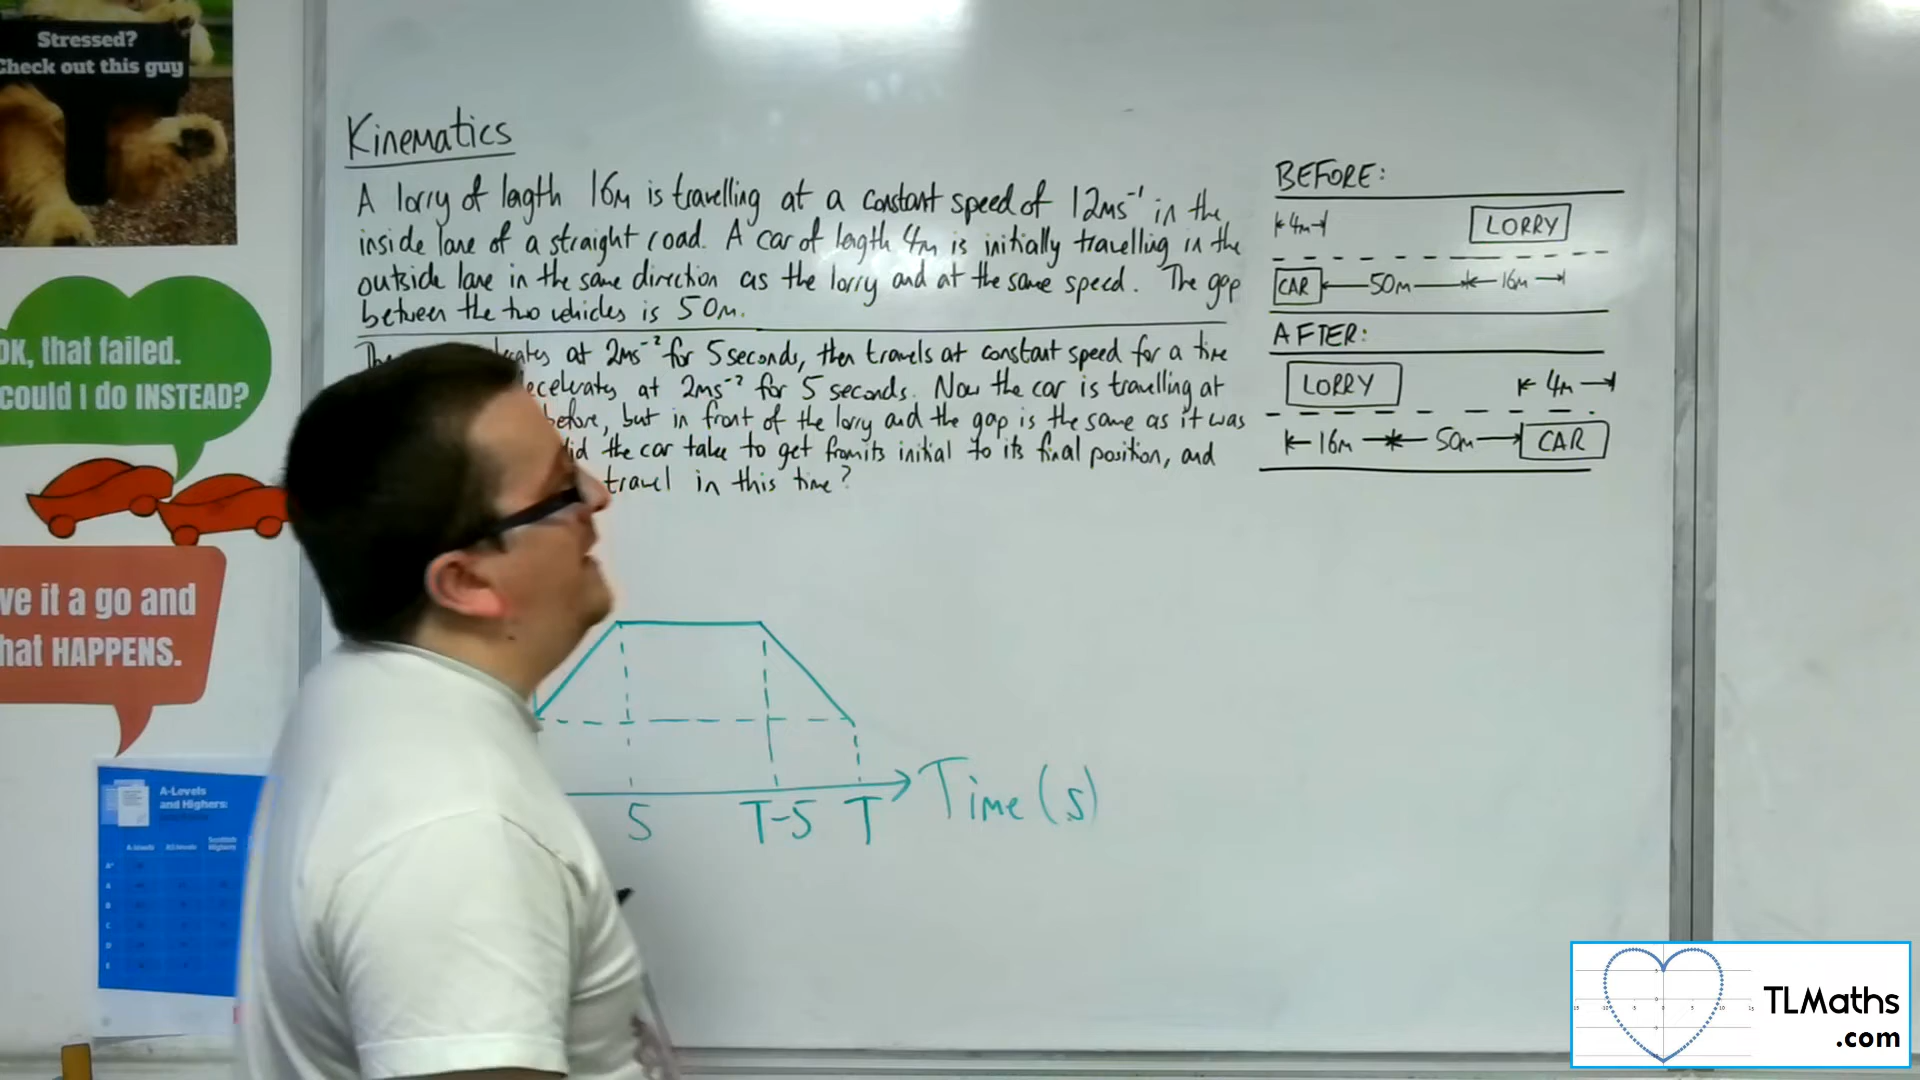 Stressed?
Check out this guy
OK, that failed.
could I do INSTEAD?
ve it a go and
hat HAPPENS.
A-Levels
and Highers:
Kinematics
A lorry of length 16m is travelling at a constant speed of 12ms⁻¹ in the
inside lane of a straight road. A car of length 4m is initially travelling in the
outside lane in the same direction as the lorry and at the same speed. The gap
between the two vehicles is 50m.
at 2ms⁻² for 5 seconds, then travels at constant speed for a time
at 2ms⁻² for 5 seconds. Now the car is travelling at
before, but in front of the lorry and the gap is the same as it was
the car take to get from its initial to its final position, and
travel in this time?
BEFORE:
4m
LORRY
CAR 50m 16m
AFTER:
LORRY 4m
16m 50m CAR
5 T-5 T Time (s)
TLMaths
.com